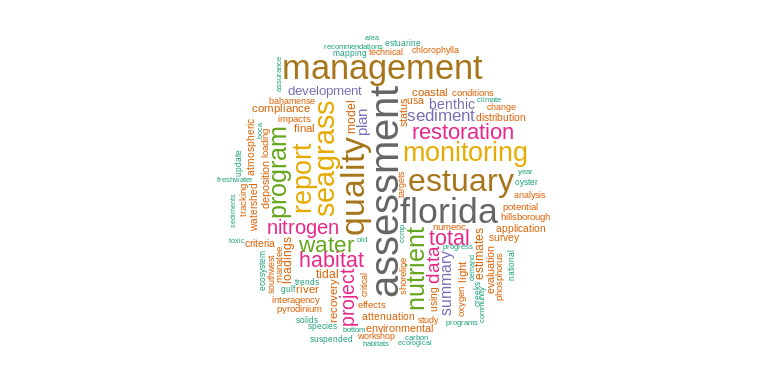 area
recommendations estuarine
mapping technical chlorophylla
management
assurance
development
coastal conditions
bahamense
usa
benthic climate
compliance
status
change
impacts
model
plan
sediment distribution
final
seagrass
assessment
restoration
boca
atmospheric
program
report
quality
monitoring
update
deposition loading
freshwater
targets
estuary
year
oyster
tracking
watershed
analysis
sediments
florida
potential
hillsborough
nitrogen
numeric
application
toxic
criteria
water
old
ccmp
total
survey
progress
ecosystem
southwest
manatee
loadings
habitat
nutrient
data
estimates
evaluation
national
tidal
critical
shoreline
summary
light
demand
phosphorus
trends
gulf river
recovery
project
using
oxygen
creeks
community
interagency
effects
pyrodinium
attenuation
solids
study
programs
species
bottom environmental
suspended
workshop carbon
habitats ecological